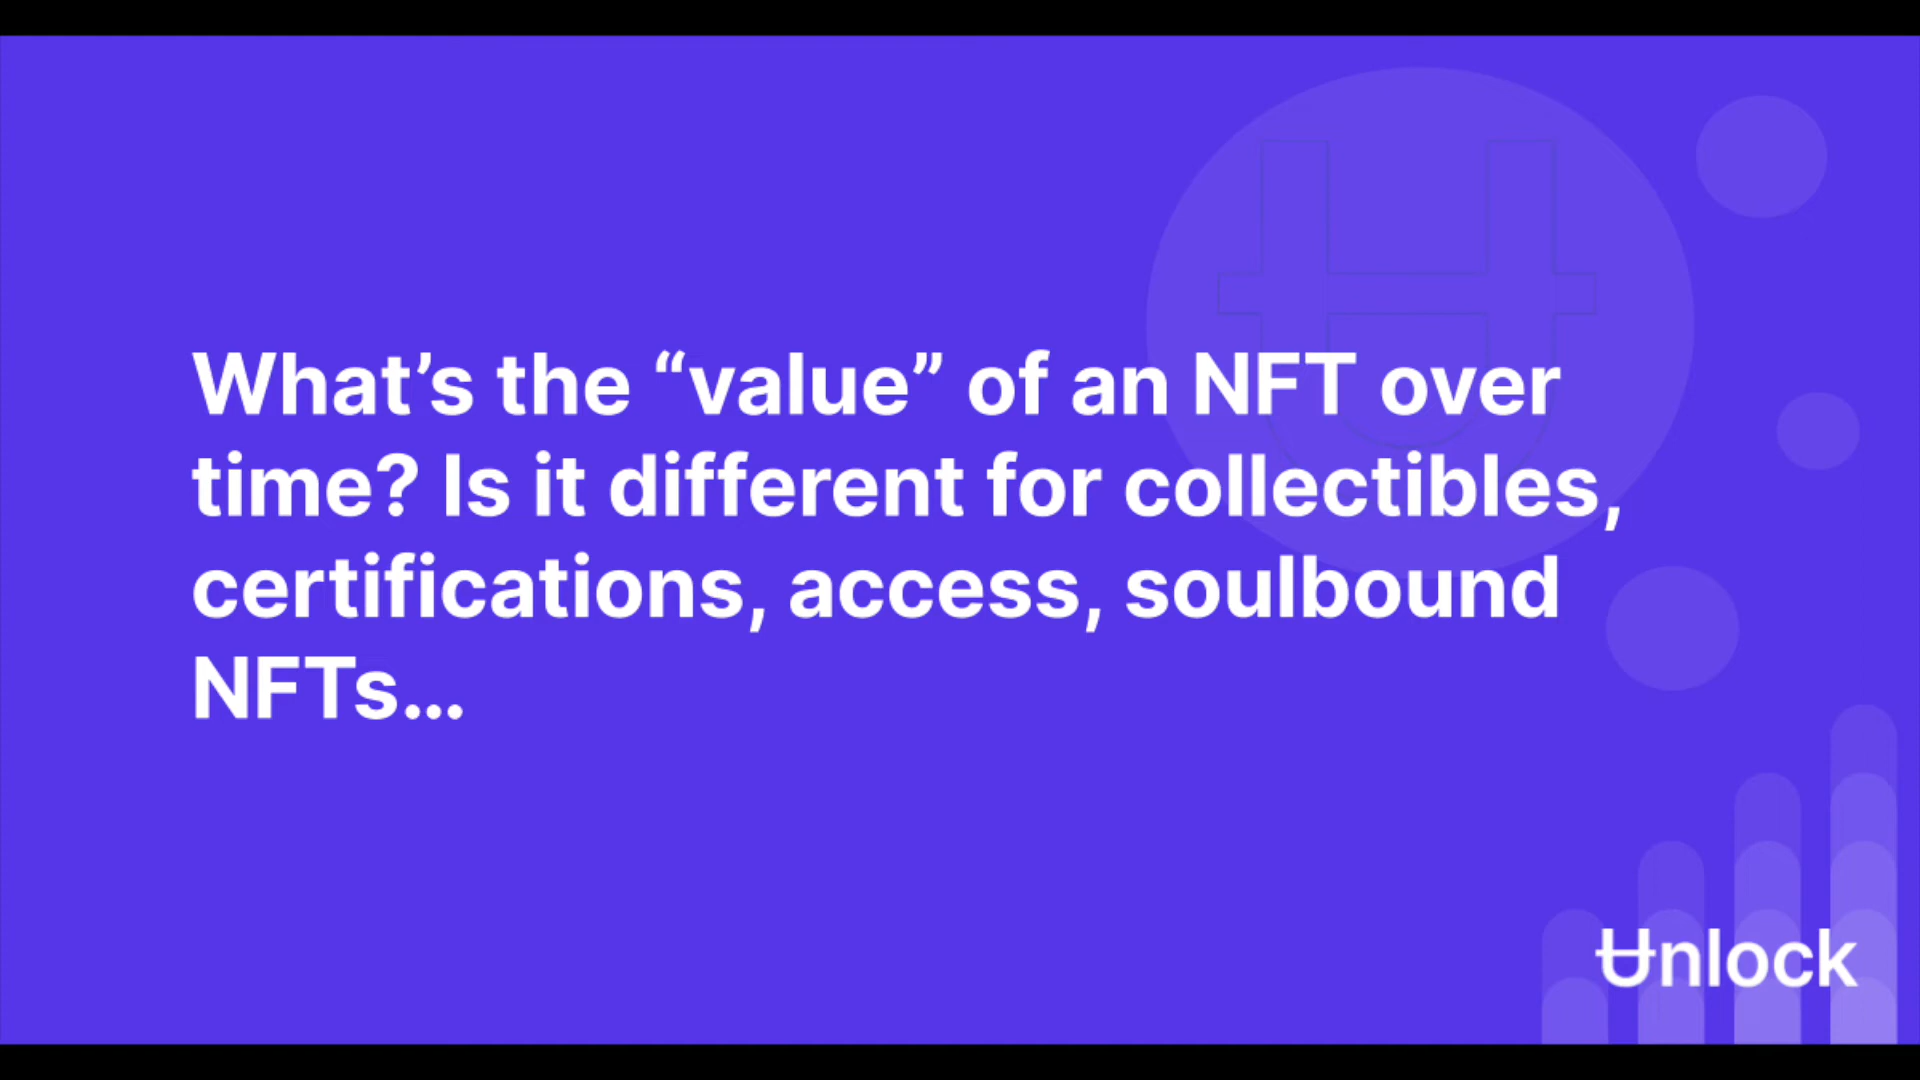 What’s the “value” of an NFT over
time? Is it different for collectibles,
certifications, access, soulbound
NFTs...
Unlock